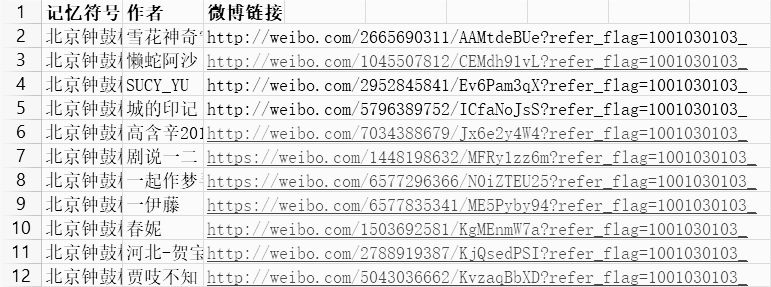 1 记忆符号 作者 微博链接
2 北京钟鼓 雪花神奇 http://weibo.com/2665690311/AAMtdeBUe?refer_flag=1001030103_
3 北京钟鼓 懒蛇阿沙 http://weibo.com/1045507812/CEMdh91vL?refer_flag=1001030103_
4 北京钟鼓 SUCY_YU http://weibo.com/2952845841/Ev6Pam3qX?refer_flag=1001030103_
5 北京钟鼓 城的印记 http://weibo.com/5796389752/ICfaNoJsS?refer_flag=1001030103_
6 北京钟鼓 高含辛201 http://weibo.com/7034388679/Jx6e2y4W4?refer_flag=1001030103_
7 北京钟鼓 剧说一二 https://weibo.com/1448198632/MFRy1zz6m?refer_flag=1001030103_
8 北京钟鼓 一起作梦 https://weibo.com/6577296366/N0iZTEU25?refer_flag=1001030103_
9 北京钟鼓 一伊藤 https://weibo.com/6577835341/ME5Pyby94?refer_flag=1001030103_
10 北京钟鼓 春妮 http://weibo.com/1503692581/KgMEnmW7a?refer_flag=1001030103_
11 北京钟鼓 河北-贺宝 http://weibo.com/2788919387/KjQsedPSI?refer_flag=1001030103_
12 北京钟鼓 贾吱不知 http://weibo.com/5043036662/KvzaqBbXD?refer_flag=1001030103_